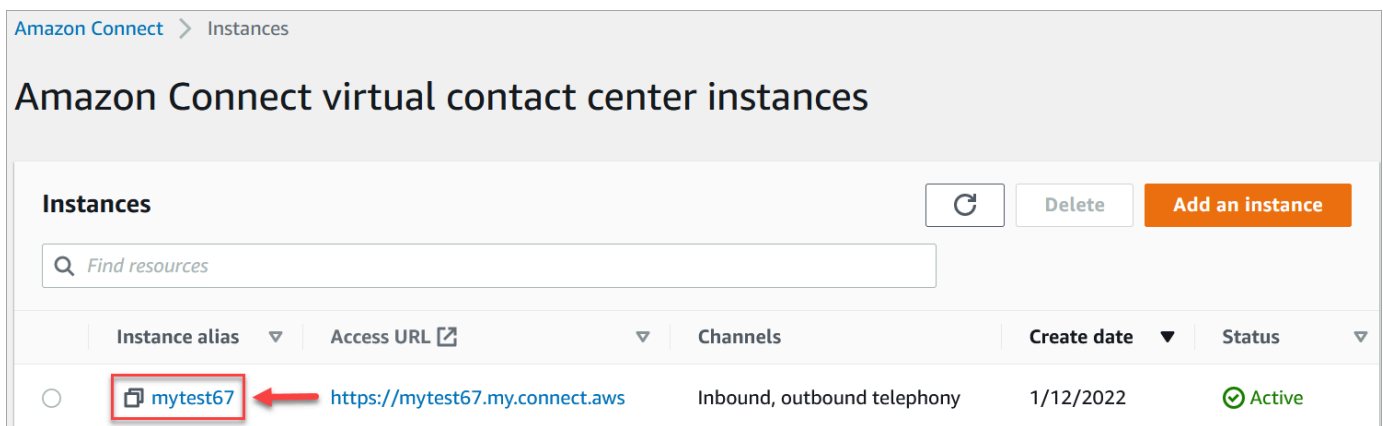 Amazon Connect > Instances
Amazon Connect virtual contact center instances
Instances Delete Add an instance
Find resources
Instance alias Access URL Channels Create date Status
mytest67 https://mytest67.my.connect.aws Inbound, outbound telephony 1/12/2022 Active